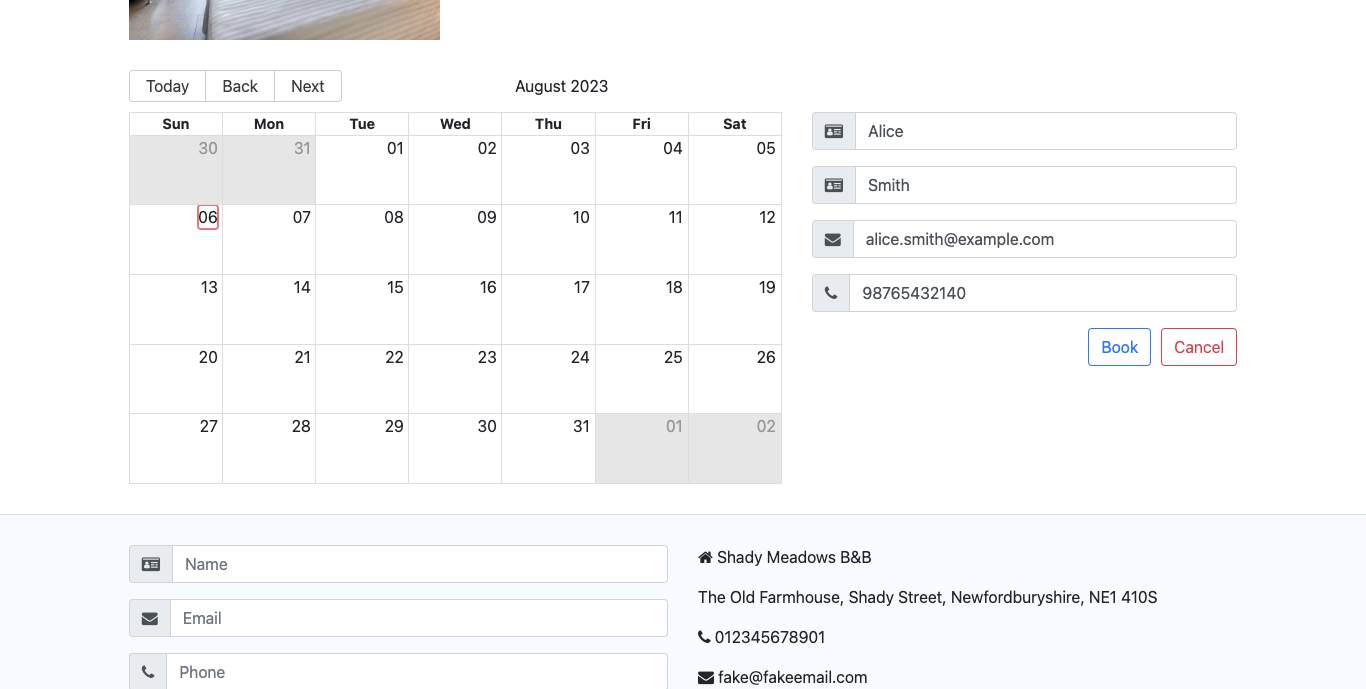 Today Back Next August 2023
Sun Mon Tue Wed Thu Fri Sat
30 31 01 02 03 04 05
06 07 08 09 10 11 12
13 14 15 16 17 18 19
20 21 22 23 24 25 26
27 28 29 30 31 01 02
Alice
Smith
alice.smith@example.com
98765432140
Book Cancel
Name
Email
Phone
Shady Meadows B&B
The Old Farmhouse, Shady Street, Newfordburyshire, NE1 410S
012345678901
fake@fakeemail.com